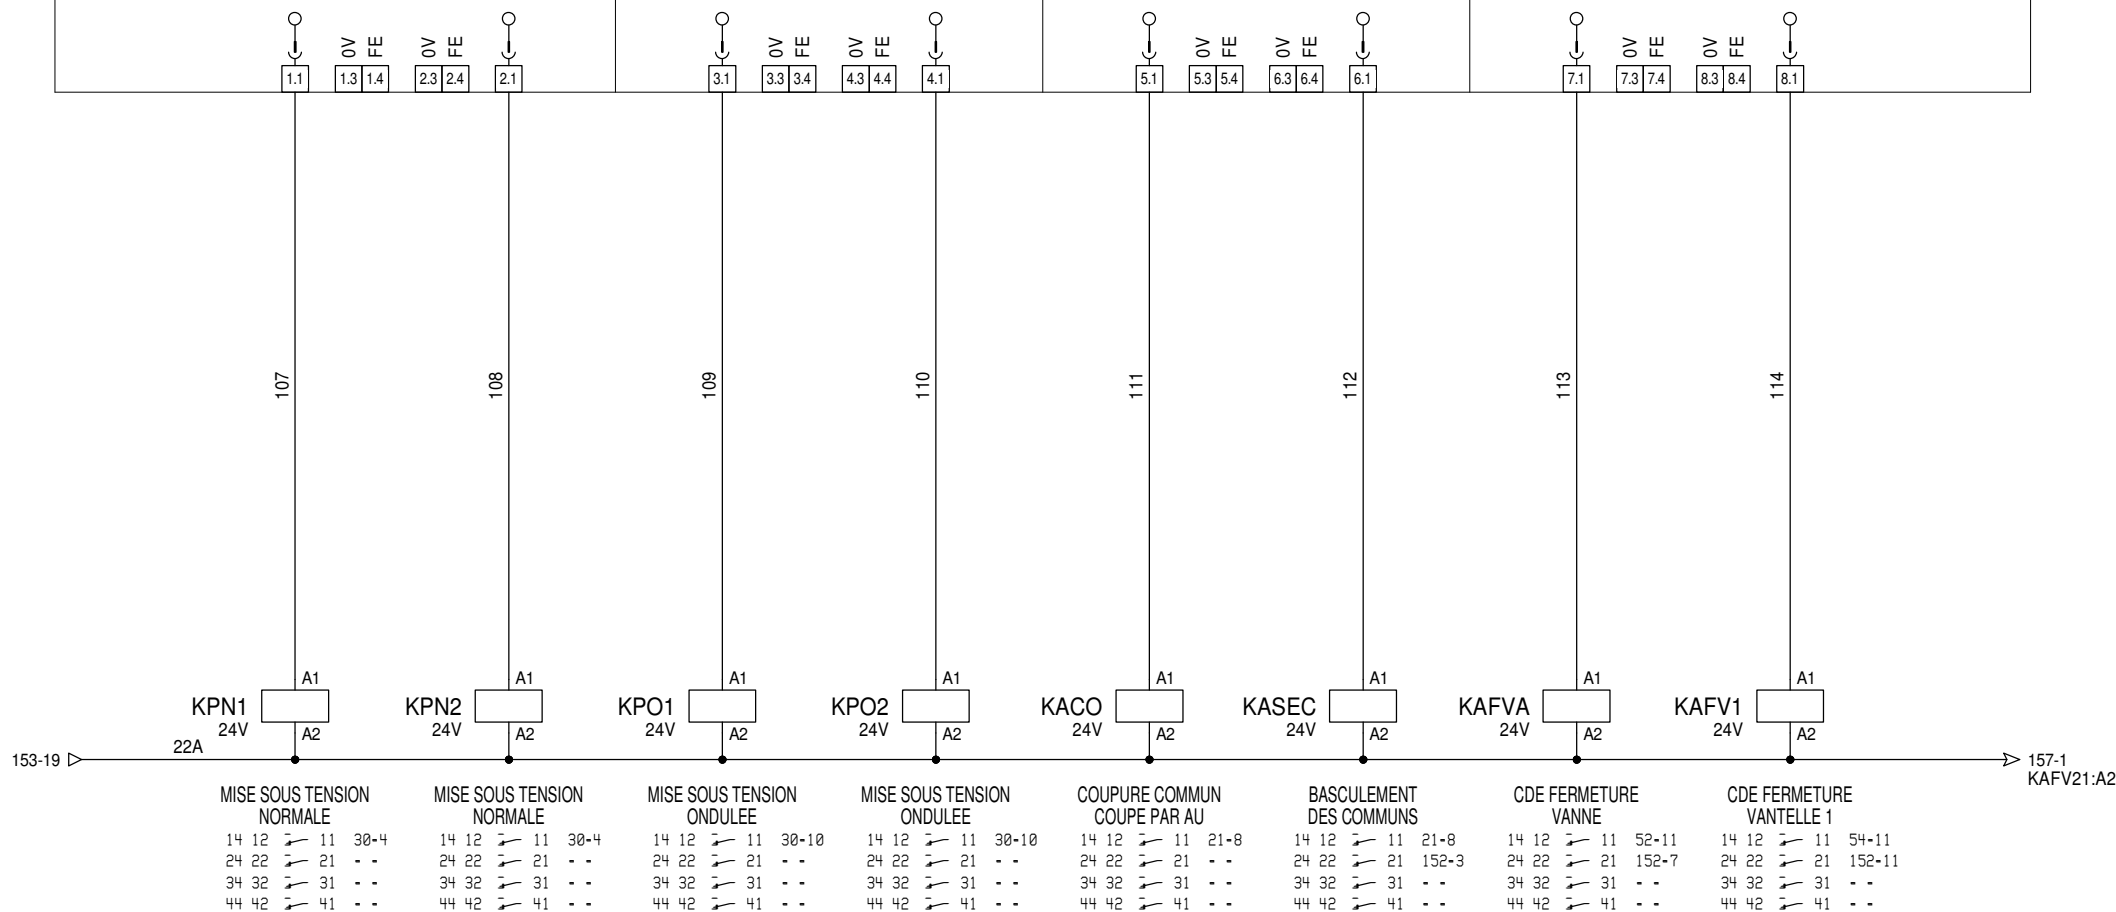 0V FE 0V FE 0V FE 0V FE 0V FE 0V FE 0V FE 0V FE
1.1 1.3 1.4 2.3 2.4 2.1 3.1 3.3 3.4 4.3 4.4 4.1 5.1 5.3 5.4 6.3 6.4 6.1 7.1 7.3 7.4 8.3 8.4 8.1
107 108 109 110 111 112 113 114
A1 A1 A1 A1 A1 A1 A1 A1
KPN1 KPN2 KPO1 KPO2 KACO KASEC KAFVA KAFV1
24V 24V 24V 24V 24V 24V 24V 24V
A2 A2 A2 A2 A2 A2 A2 A2
22A
153-19 157-1
KAFV21:A2
MISE SOUS TENSION MISE SOUS TENSION MISE SOUS TENSION MISE SOUS TENSION COUPURE COMMUN BASCULEMENT CDE FERMETURE CDE FERMETURE
NORMALE NORMALE ONDULEE ONDULEE COUPE PAR AU DES COMMUNS VANNE VANTELLE 1
14 12 11 30-4 14 12 11 30-4 14 12 11 30-10 14 12 11 30-10 14 12 11 21-8 14 12 11 21-8 14 12 11 52-11 14 12 11 54-11
24 22 21 - - 24 22 21 - - 24 22 21 - - 24 22 21 - - 24 22 21 - - 24 22 21 152-3 24 22 21 152-7 24 22 21 152-11
34 32 31 - - 34 32 31 - - 34 32 31 - - 34 32 31 - - 34 32 31 - - 34 32 31 - - 34 32 31 - - 34 32 31 - -
44 42 41 - - 44 42 41 - - 44 42 41 - - 44 42 41 - - 44 42 41 - - 44 42 41 - - 44 42 41 - - 44 42 41 - -